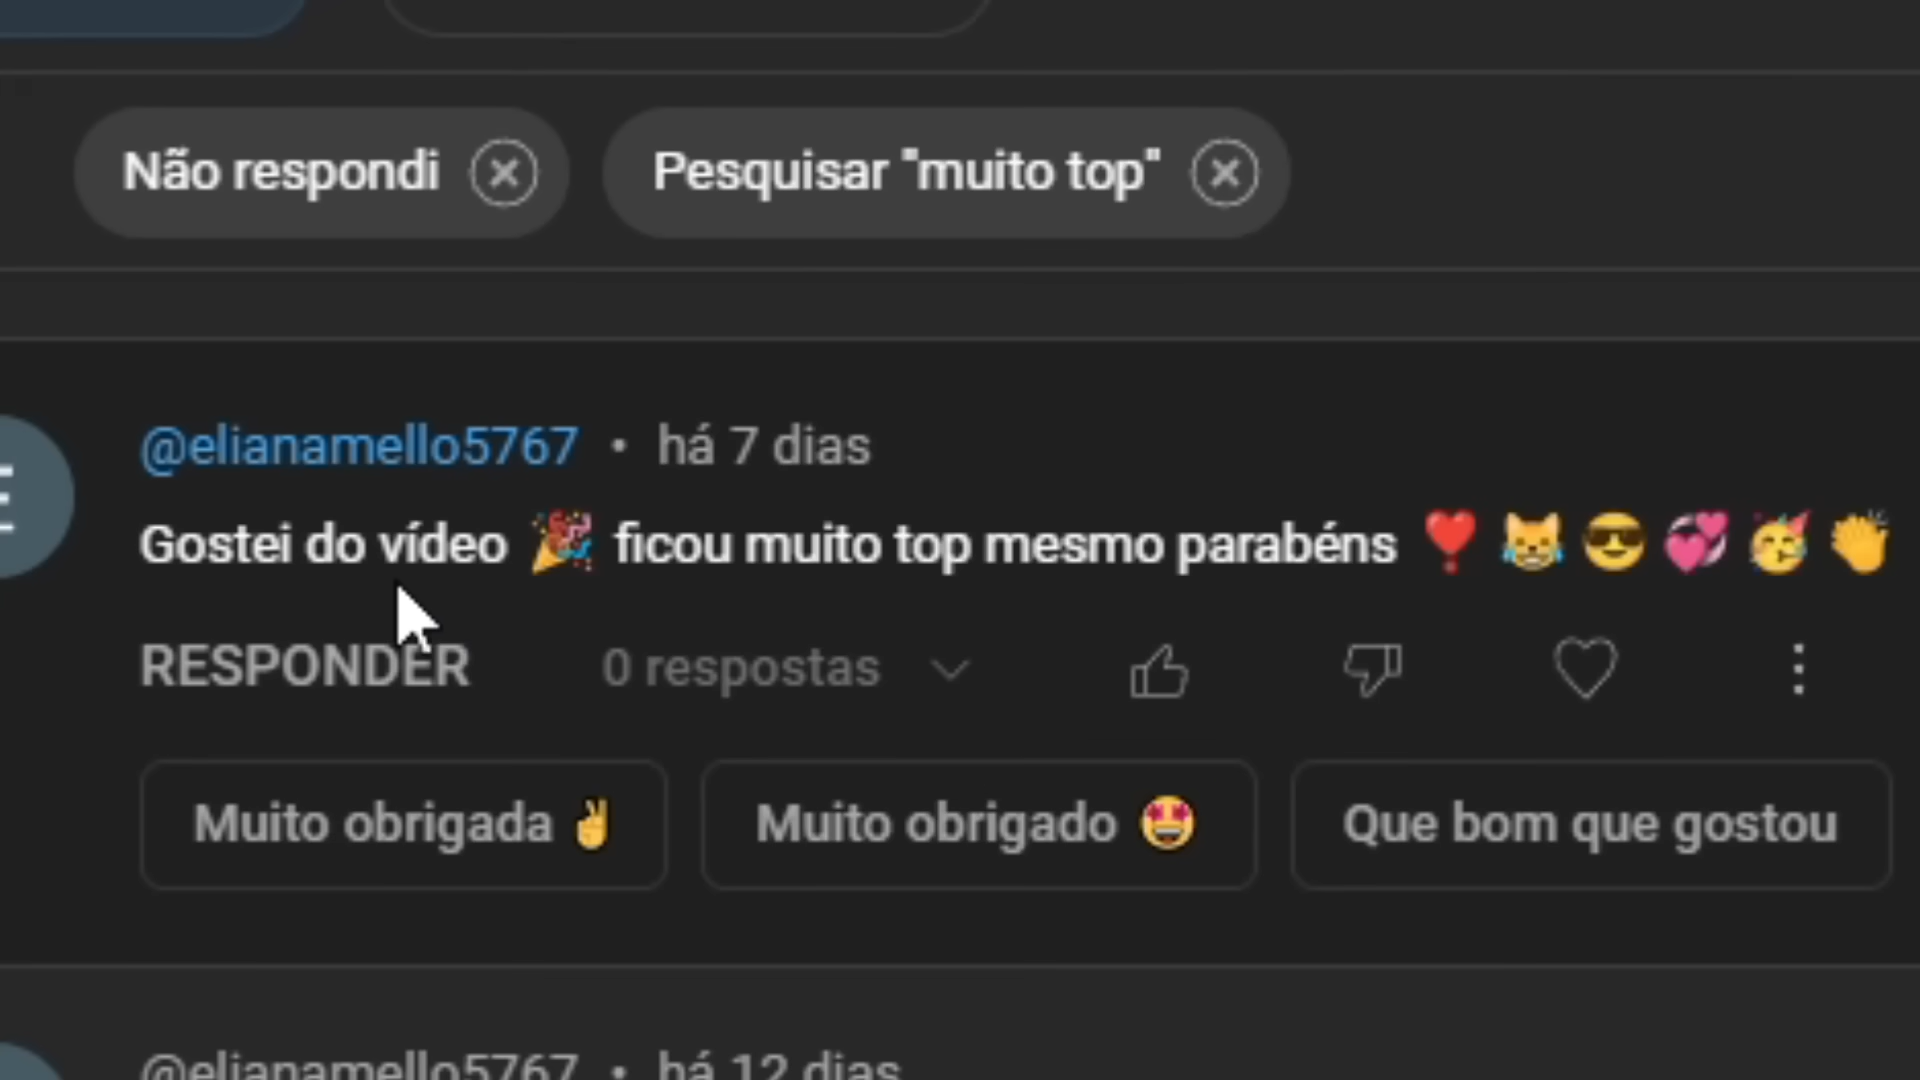 Não respondi
Pesquisar "muito top"
E
@elianamello5767 • há 7 dias
Gostei do vídeo 🎉 ficou muito top mesmo parabéns ❣️ 😹 😎 💞 🥳 👏
RESPONDER 0 respostas
Muito obrigada ✌️
Muito obrigado 🤩
Que bom que gostou
@elianamello5767 • há 12 dias